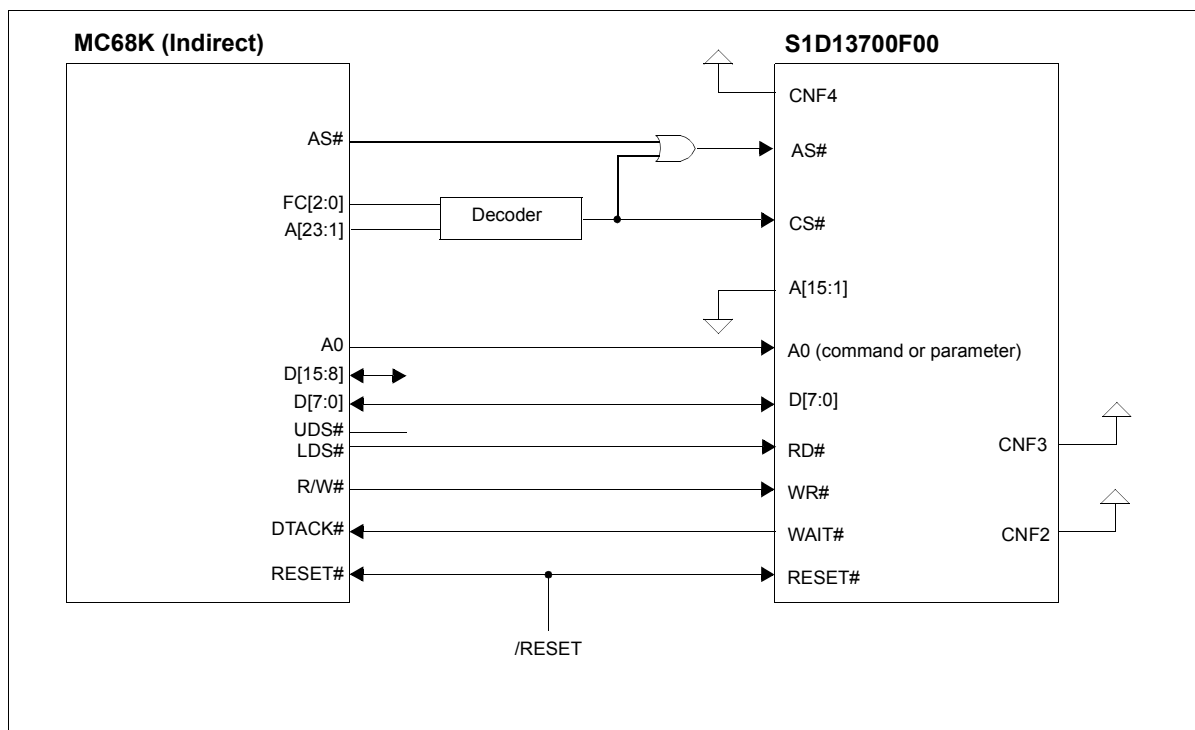 MC68K (Indirect)
S1D13700F00
CNF4
AS#
AS#
FC[2:0]
Decoder
A[23:1]
CS#
A[15:1]
A0
A0 (command or parameter)
D[15:8]
D[7:0]
D[7:0]
UDS#
LDS#
RD#
CNF3
R/W#
WR#
DTACK#
WAIT#
CNF2
RESET#
RESET#
/RESET